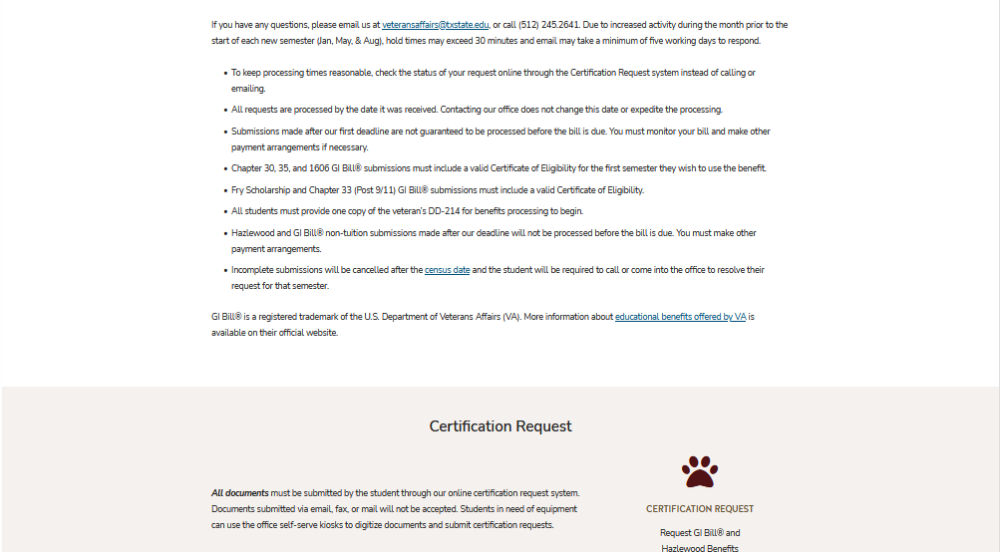 If you have any questions, please email us at veteransaffairs@txstate.edu, or call (512) 245.2641. Due to increased activity during the month prior to the
start of each new semester (Jan, May, & Aug), hold times may exceed 30 minutes and email may take a minimum of five working days to respond.
• To keep processing times reasonable, check the status of your request online through the Certification Request system instead of calling or
emailing.
• All requests are processed by the date it was received. Contacting our office does not change this date or expedite the processing.
• Submissions made after our first deadline are not guaranteed to be processed before the bill is due. You must monitor your bill and make other
payment arrangements if necessary.
• Chapter 30, 35, and 1606 GI Bill® submissions must include a valid Certificate of Eligibility for the first semester they wish to use the benefit.
• Fry Scholarship and Chapter 33 (Post 9/11) GI Bill® submissions must include a valid Certificate of Eligibility.
• All students must provide one copy of the veteran's DD-214 for benefits processing to begin.
• Hazlewood and GI Bill® non-tuition submissions made after our deadline will not be processed before the bill is due. You must make other
payment arrangements.
• Incomplete submissions will be cancelled after the census date and the student will be required to call or come into the office to resolve their
request for that semester.
GI Bill® is a registered trademark of the U.S. Department of Veterans Affairs (VA). More information about educational benefits offered by VA is
available on their official website.
Certification Request
All documents must be submitted by the student through our online certification request system.
Documents submitted via email, fax, or mail will not be accepted. Students in need of equipment
can use the office self-serve kiosks to digitize documents and submit certification requests.
CERTIFICATION REQUEST
Request GI Bill® and
Hazlewood Benefits